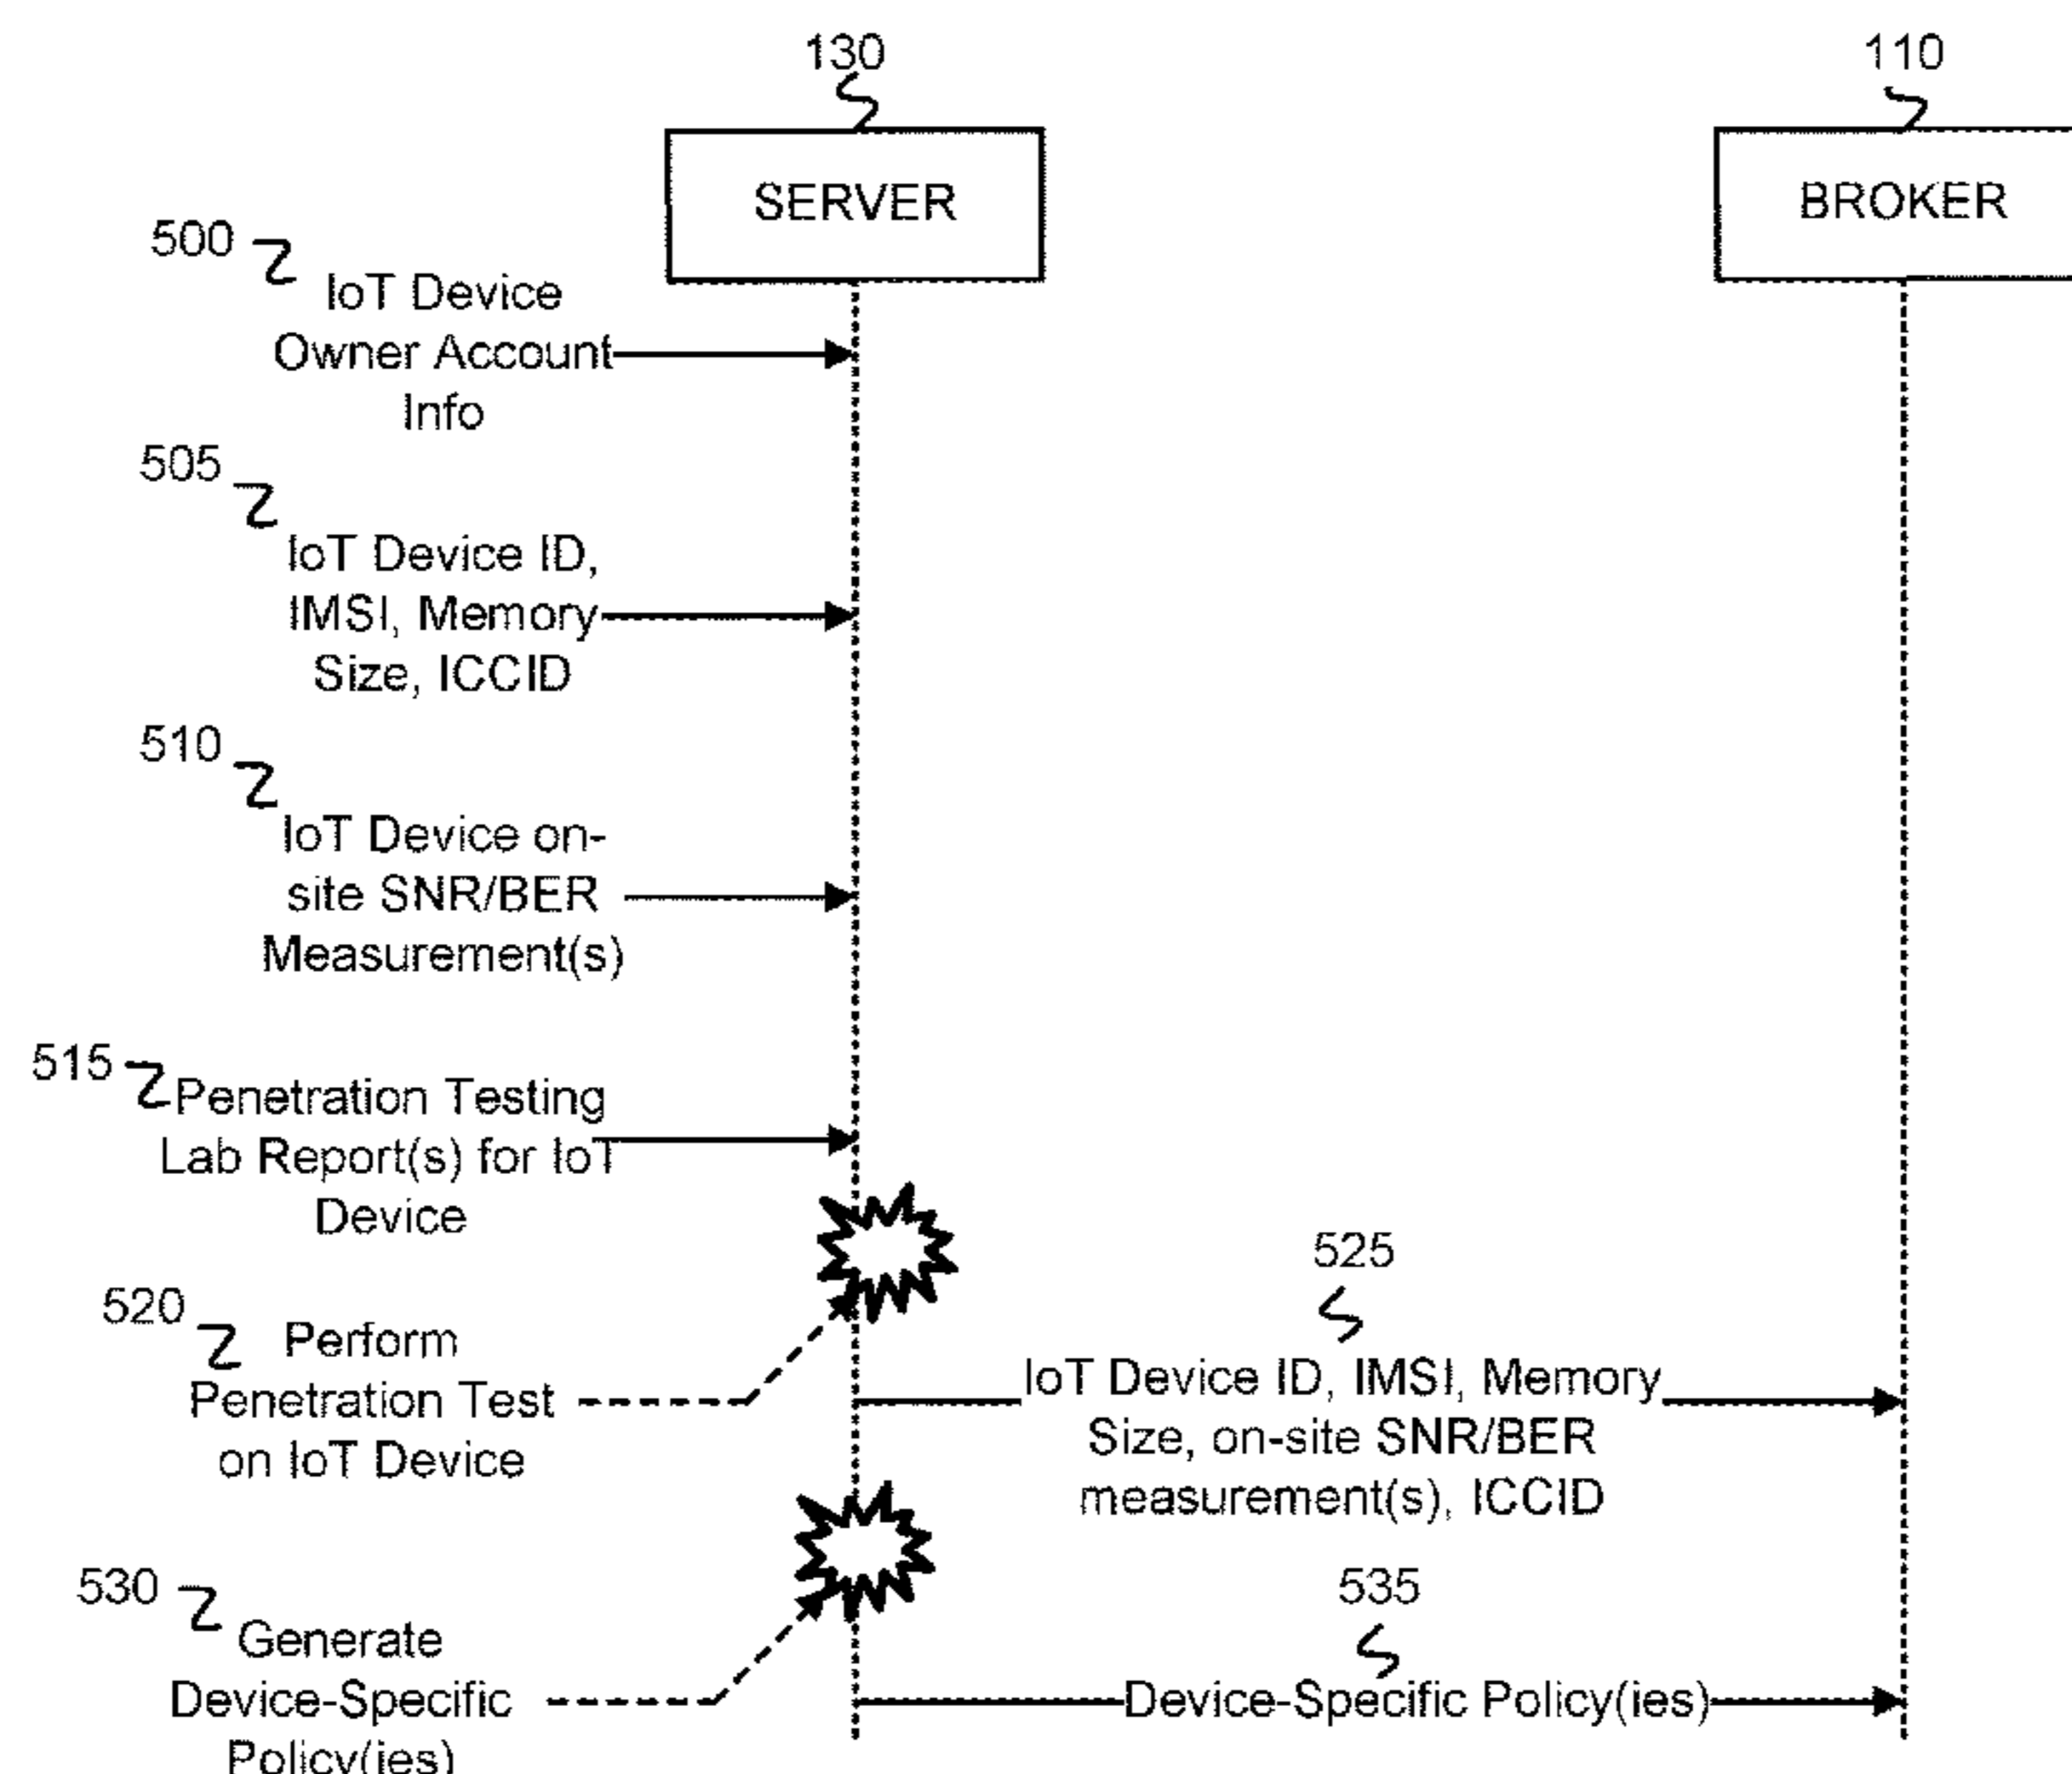 130
110
SERVER
BROKER
500
IoT Device
Owner Account
Info
505
IoT Device ID,
IMSI, Memory
Size, ICCID
510
IoT Device on-
site SNR/BER
Measurement(s)
515
Penetration Testing
Lab Report(s) for IoT
Device
520
Perform
Penetration Test
on IoT Device
525
IoT Device ID, IMSI, Memory
Size, on-site SNR/BER
measurement(s), ICCID
530
Generate
Device-Specific
Policy(ies)
535
Device-Specific Policy(ies)